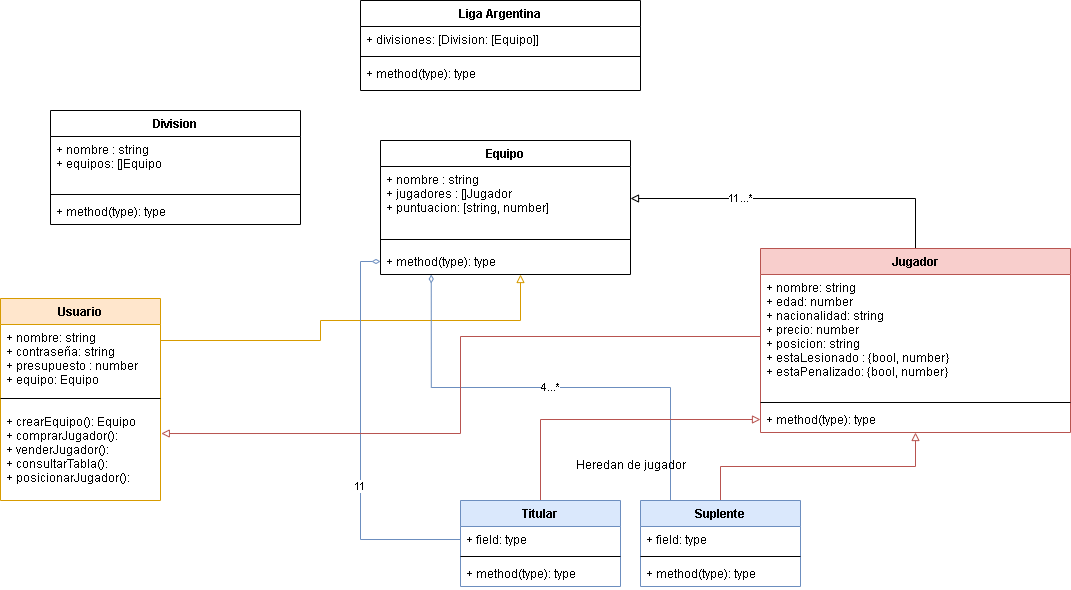 Liga Argentina
+ divisiones: [Division: [Equipo]]
+ method(type): type
Division
+ nombre : string
+ equipos: []Equipo
+ method(type): type
Equipo
+ nombre : string
+ jugadores : []Jugador
+ puntuacion: [string, number]
+ method(type): type
11...*
Jugador
+ nombre: string
+ edad: number
+ nacionalidad: string
+ precio: number
+ posicion: string
+ estaLesionado : {bool, number}
+ estaPenalizado: {bool, number}
+ method(type): type
Usuario
+ nombre: string
+ contraseña: string
+ presupuesto : number
+ equipo: Equipo
+ crearEquipo(): Equipo
+ comprarJugador():
+ venderJugador():
+ consultarTabla():
+ posicionarJugador():
4...*
Heredan de jugador
11
Titular
+ field: type
+ method(type): type
Suplente
+ field: type
+ method(type): type